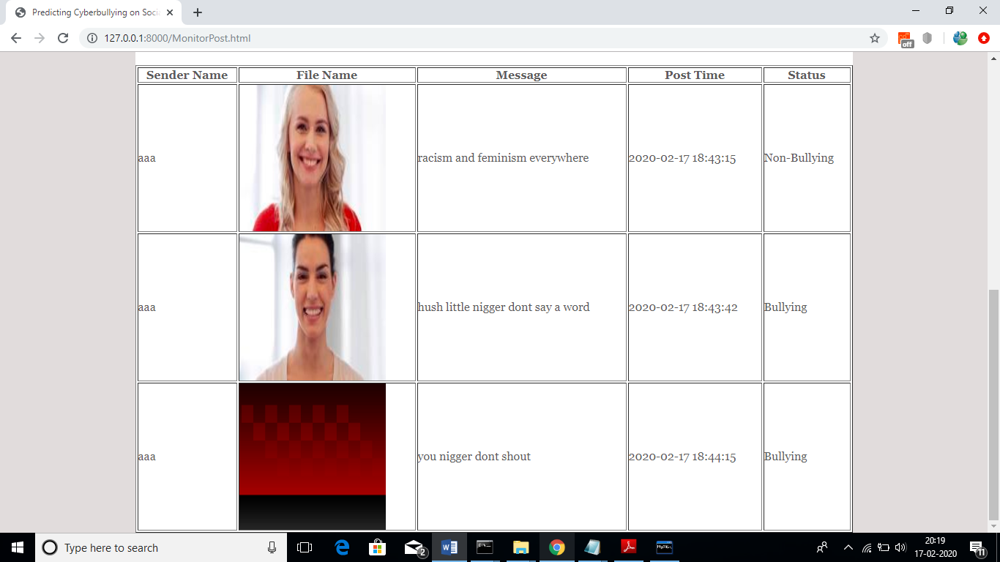 Predicting Cyberbullying on Socia
127.0.0.1:8000/MonitorPost.html
off
Sender Name File Name Message Post Time Status
aaa racism and feminism everywhere 2020-02-17 18:43:15 Non-Bullying
aaa hush little nigger dont say a word 2020-02-17 18:43:42 Bullying
aaa you nigger dont shout 2020-02-17 18:44:15 Bullying
Type here to search
2
MySQL
20:19
17-02-2020
11